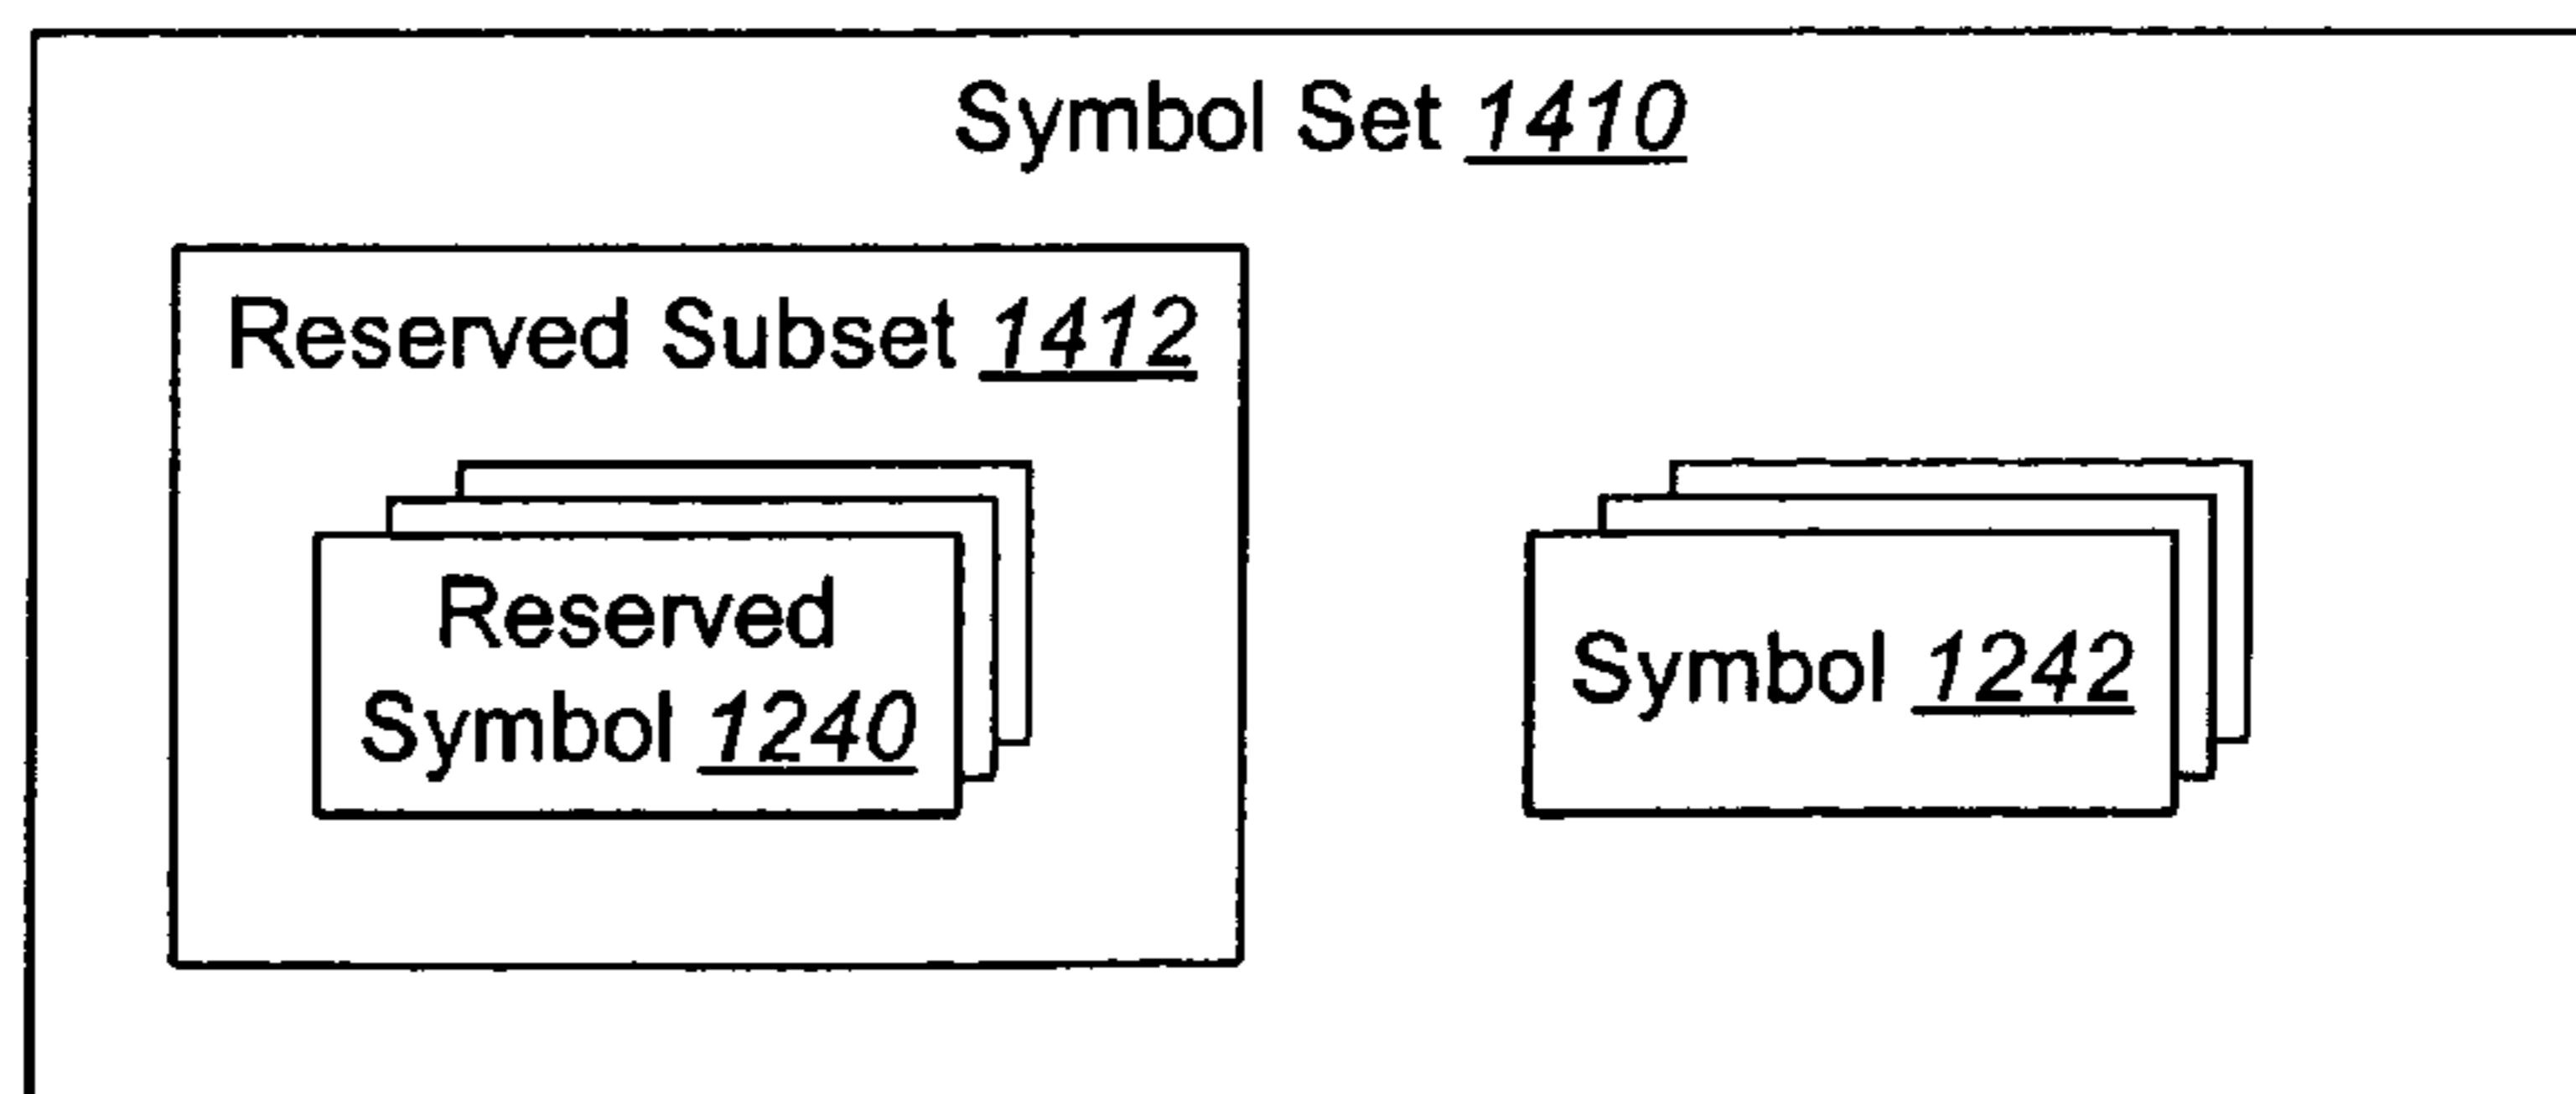 Symbol Set 1410
Reserved Subset 1412
Reserved
Symbol 1240
Symbol 1242